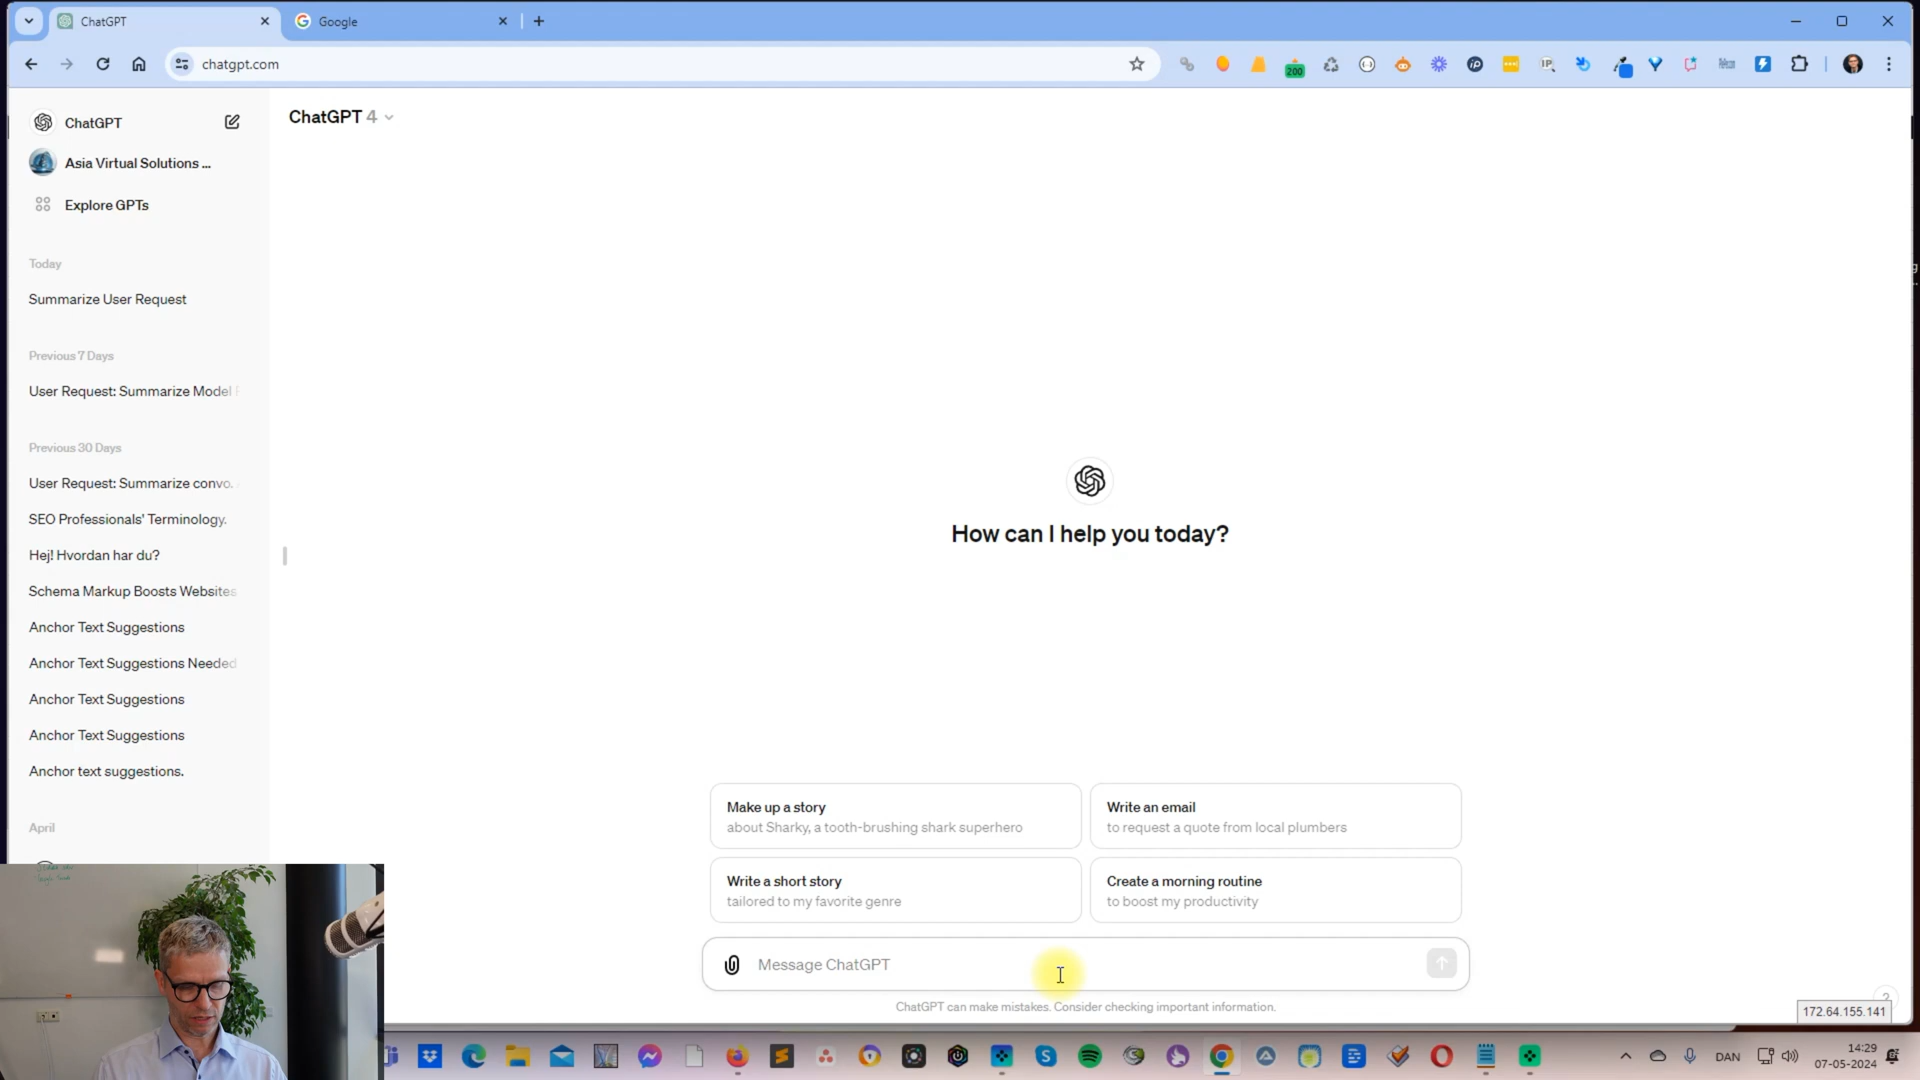 ChatGPT
Google
chatgpt.com
200
IP
ChatGPT
ChatGPT 4
Asia Virtual Solutions ...
Explore GPTs
Today
Summarize User Request
Previous 7 Days
User Request: Summarize Model
Previous 30 Days
User Request: Summarize convo.
SEO Professionals' Terminology.
Hej! Hvordan har du?
Schema Markup Boosts Websites
Anchor Text Suggestions
Anchor Text Suggestions Needed
Anchor Text Suggestions
Anchor Text Suggestions
Anchor text suggestions.
April
How can I help you today?
Make up a story
about Sharky, a tooth-brushing shark superhero
Write an email
to request a quote from local plumbers
Write a short story
tailored to my favorite genre
Create a morning routine
to boost my productivity
Message ChatGPT
ChatGPT can make mistakes. Consider checking important information.
?
172.64.155.141
DAN
14:29
07-05-2024